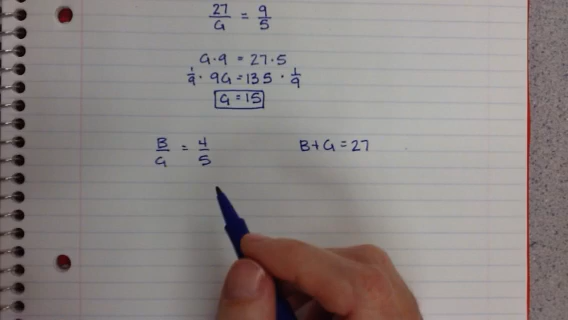 27/G = 9/5
G·9 = 27·5
1/9 · 9G = 135 · 1/9
G = 15
B/G = 4/5
B+G = 27